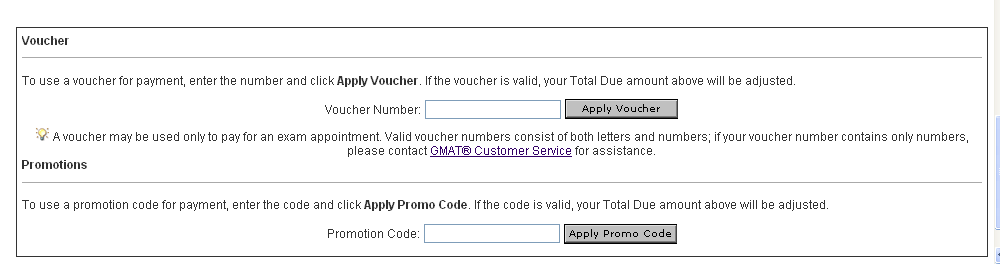 Voucher
To use a voucher for payment, enter the number and click Apply Voucher. If the voucher is valid, your Total Due amount above will be adjusted.
Voucher Number: Apply Voucher
A voucher may be used only to pay for an exam appointment. Valid voucher numbers consist of both letters and numbers; if your voucher number contains only numbers,
please contact GMAT® Customer Service for assistance.
Promotions
To use a promotion code for payment, enter the code and click Apply Promo Code. If the code is valid, your Total Due amount above will be adjusted.
Promotion Code: Apply Promo Code